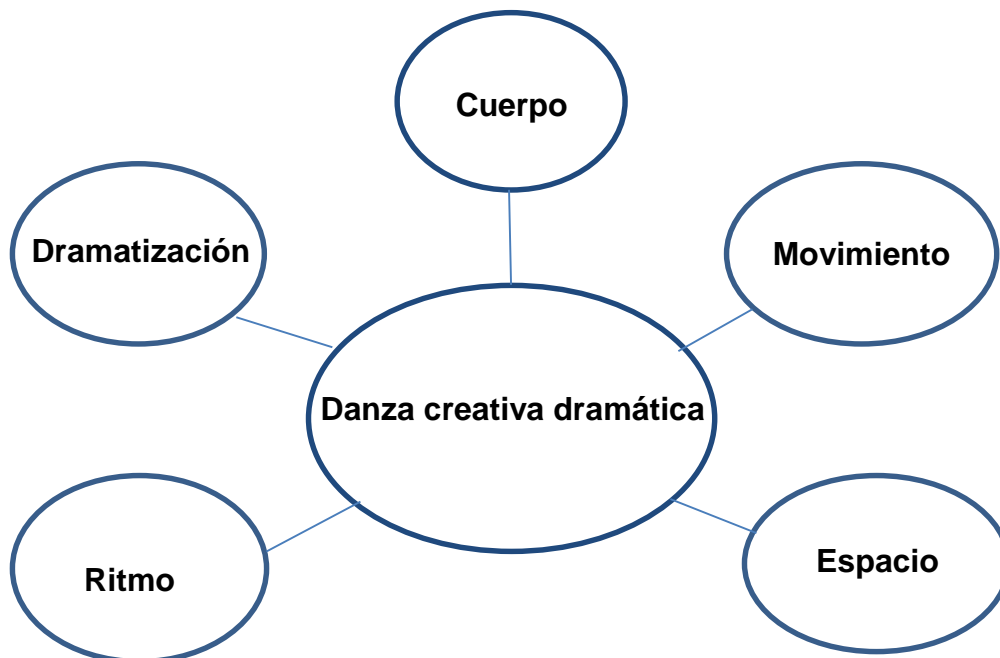 Cuerpo
Dramatización
Movimiento
Danza creativa dramática
Ritmo
Espacio